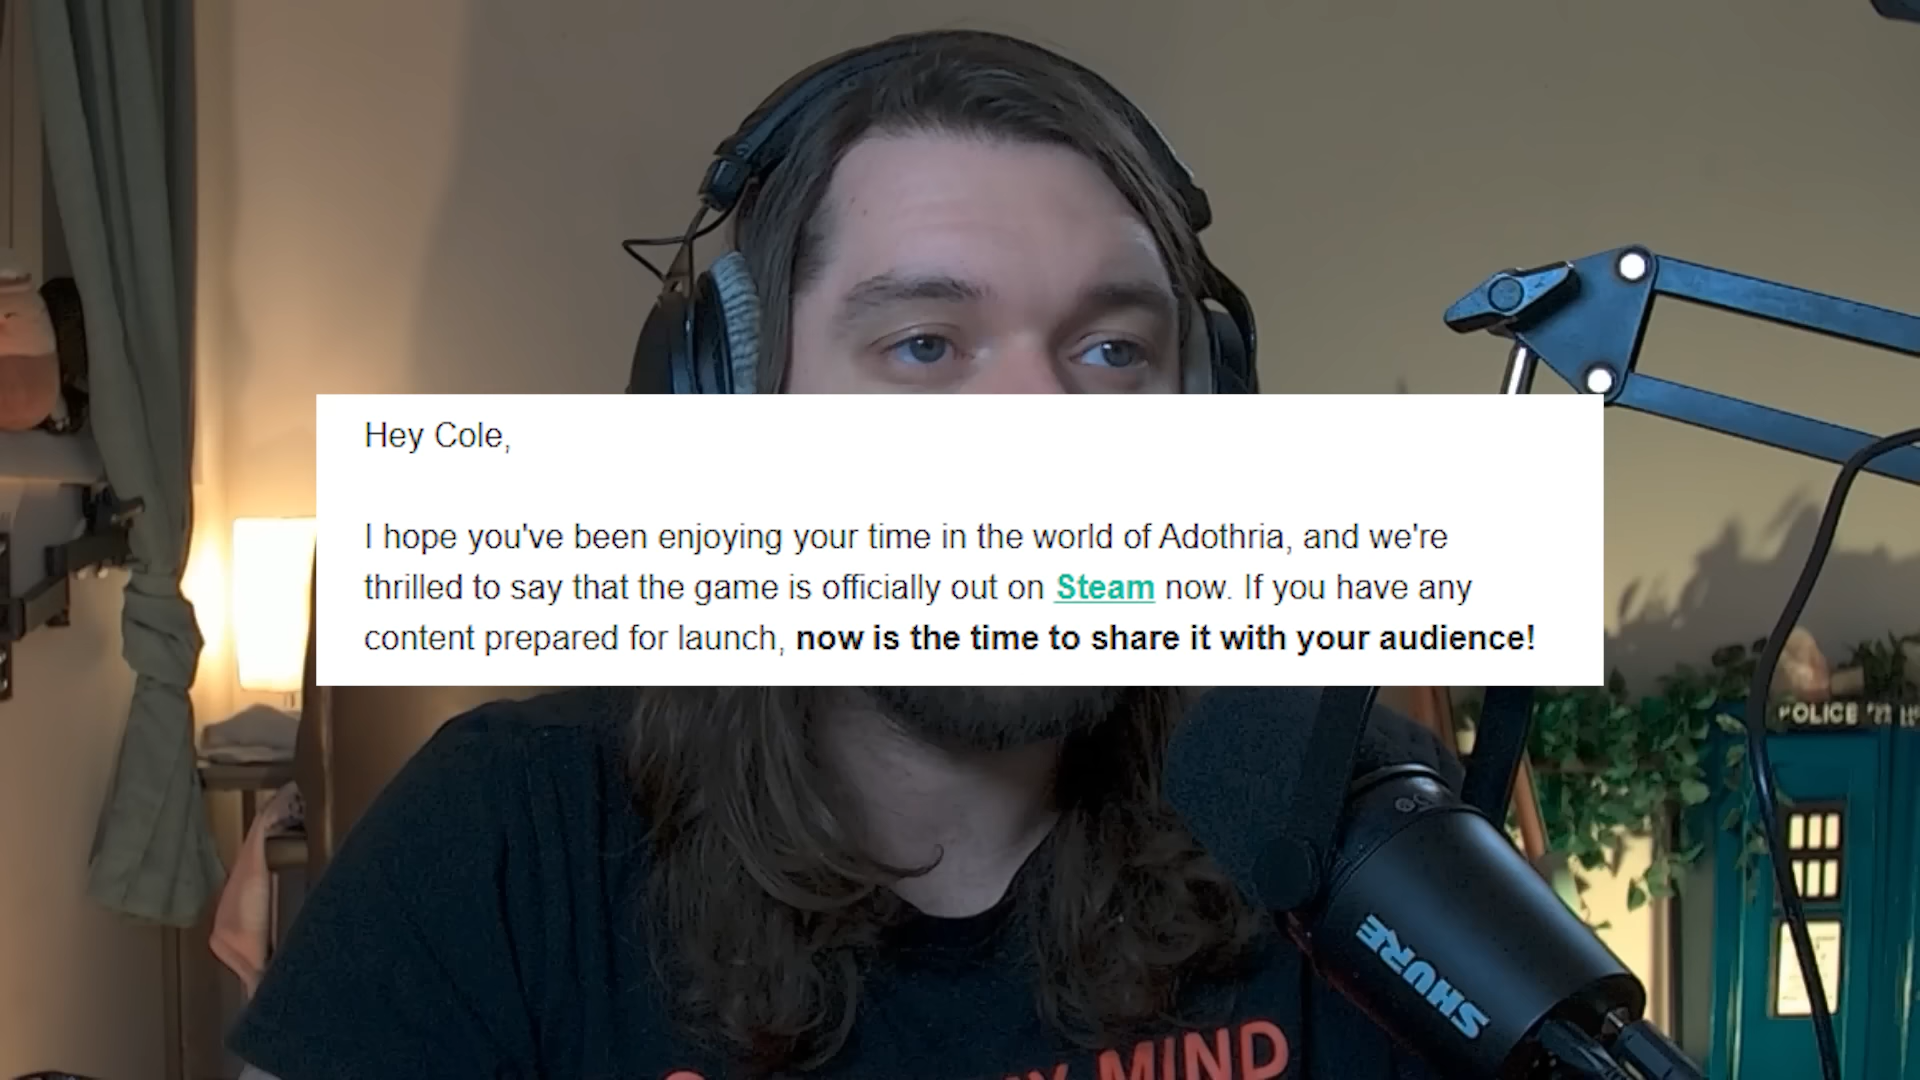 Hey Cole,
I hope you've been enjoying your time in the world of Adothria, and we're
thrilled to say that the game is officially out on Steam now. If you have any
content prepared for launch, now is the time to share it with your audience!
POLICE
SHURE
MY MIND